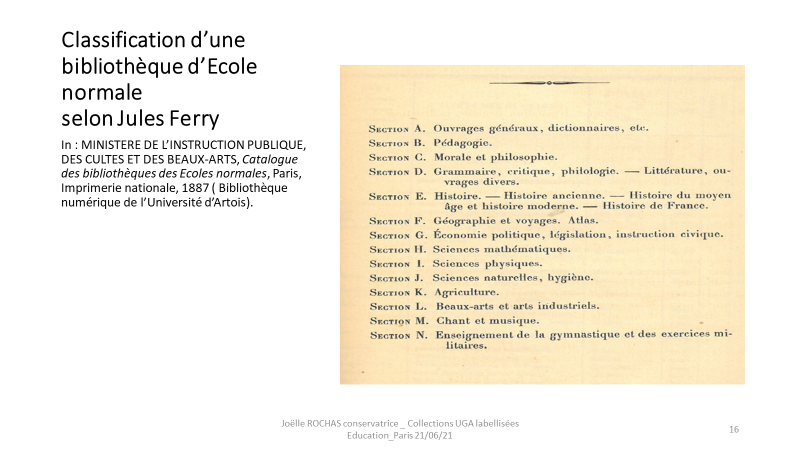 Classification d’une
bibliothèque d’Ecole
normale
selon Jules Ferry
In : MINISTERE DE L’INSTRUCTION PUBLIQUE,
DES CULTES ET DES BEAUX-ARTS, Catalogue
des bibliothèques des Ecoles normales, Paris,
Imprimerie nationale, 1887 ( Bibliothèque
numérique de l’Université d’Artois).
SECTION A. Ouvrages généraux, dictionnaires, etc.
SECTION B. Pédagogie.
SECTION C. Morale et philosophie.
SECTION D. Grammaire, critique, philologie. — Littérature, ou-
vrages divers.
SECTION E. Histoire. — Histoire ancienne. — Histoire du moyen
âge et histoire moderne. — Histoire de France.
SECTION F. Géographie et voyages. Atlas.
SECTION G. Économie politique, législation, instruction civique.
SECTION H. Sciences mathématiques.
SECTION I. Sciences physiques.
SECTION J. Sciences naturelles, hygiène.
SECTION K. Agriculture.
SECTION L. Beaux-arts et arts industriels.
SECTION M. Chant et musique.
SECTION N. Enseignement de la gymnastique et des exercices mi-
litaires.
Joëlle ROCHAS conservatrice _ Collections UGA labellisées
Education_Paris 21/06/21
16